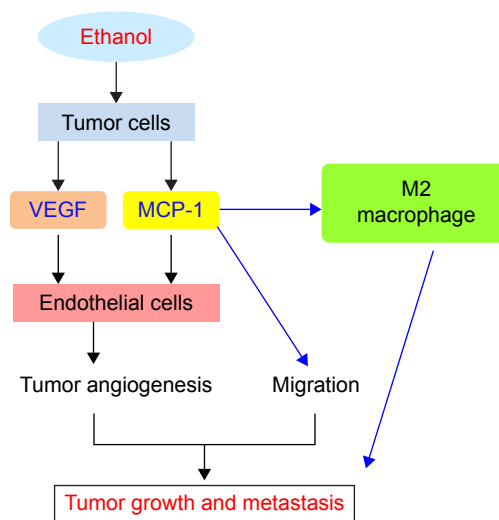 Ethanol
Tumor cells
VEGF
MCP-1
M2
macrophage
Endothelial cells
Tumor angiogenesis
Migration
Tumor growth and metastasis